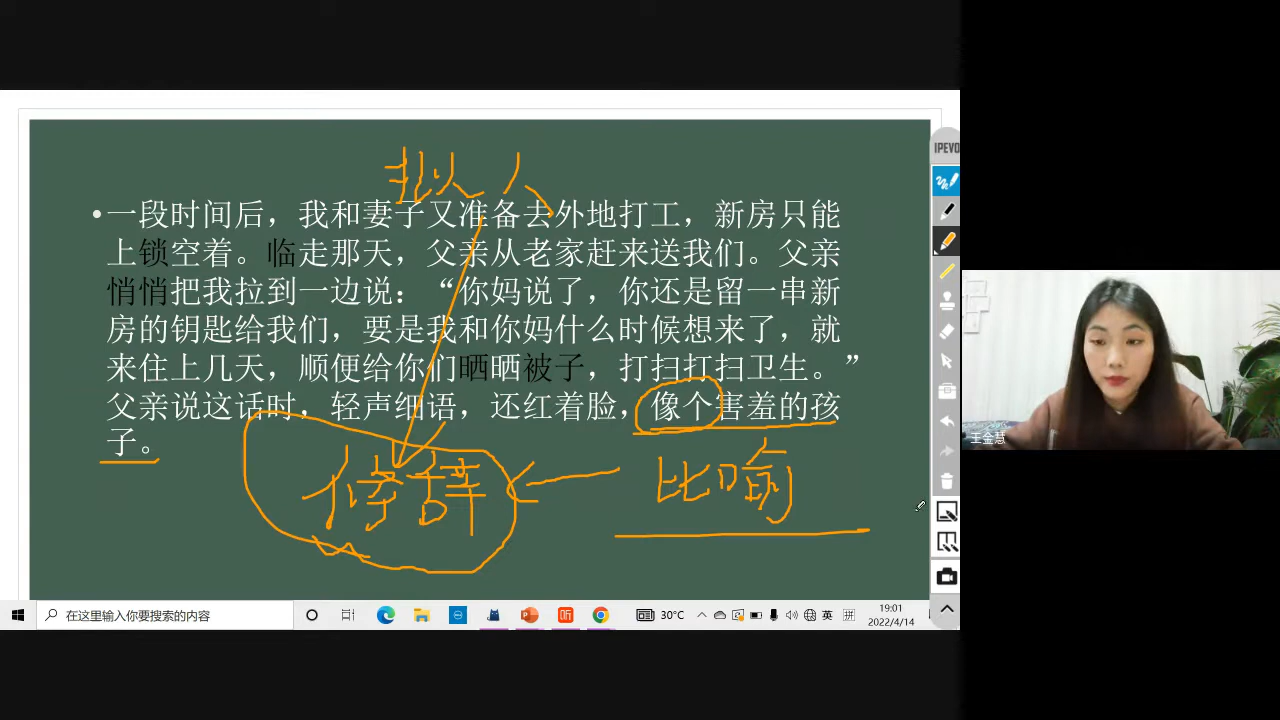 拟人
•一段时间后，我和妻子又准备去外地打工，新房只能
上锁空着。临走那天，父亲从老家赶来送我们。父亲
悄悄把我拉到一边说：“你妈说了，你还是留一串新
房的钥匙给我们，要是我和你妈什么时候想来了，就
来住上几天，顺便给你们晒晒被子，打扫打扫卫生。”
父亲说这话时，轻声细语，还红着脸，像个害羞的孩
子。
修辞
比喻
IPEVO
王金慧
在这里输入你要搜索的内容
30°C
英
拼
19:01
2022/4/14